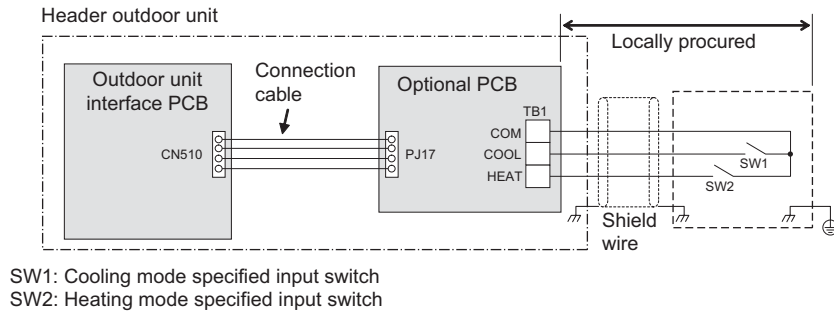 Header outdoor unit
Locally procured
Outdoor unit
interface PCB
Connection
cable
Optional PCB
TB1
CN510
PJ17
COM
COOL
HEAT
SW1
SW2
Shield
wire
SW1: Cooling mode specified input switch
SW2: Heating mode specified input switch